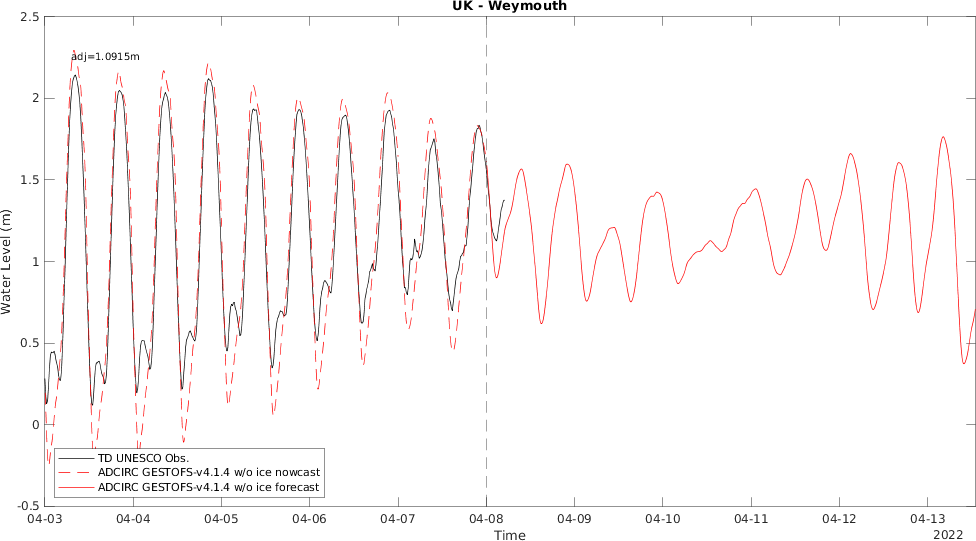 UK - Weymouth
2.5
adj=1.0915m
2
1.5
Water Level (m)
1
0.5
0
TD UNESCO Obs.
ADCIRC GESTOFS-v4.1.4 w/o ice nowcast
ADCIRC GESTOFS-v4.1.4 w/o ice forecast
-0.5
04-03 04-04 04-05 04-06 04-07 04-08 04-09 04-10 04-11 04-12 04-13
Time
2022